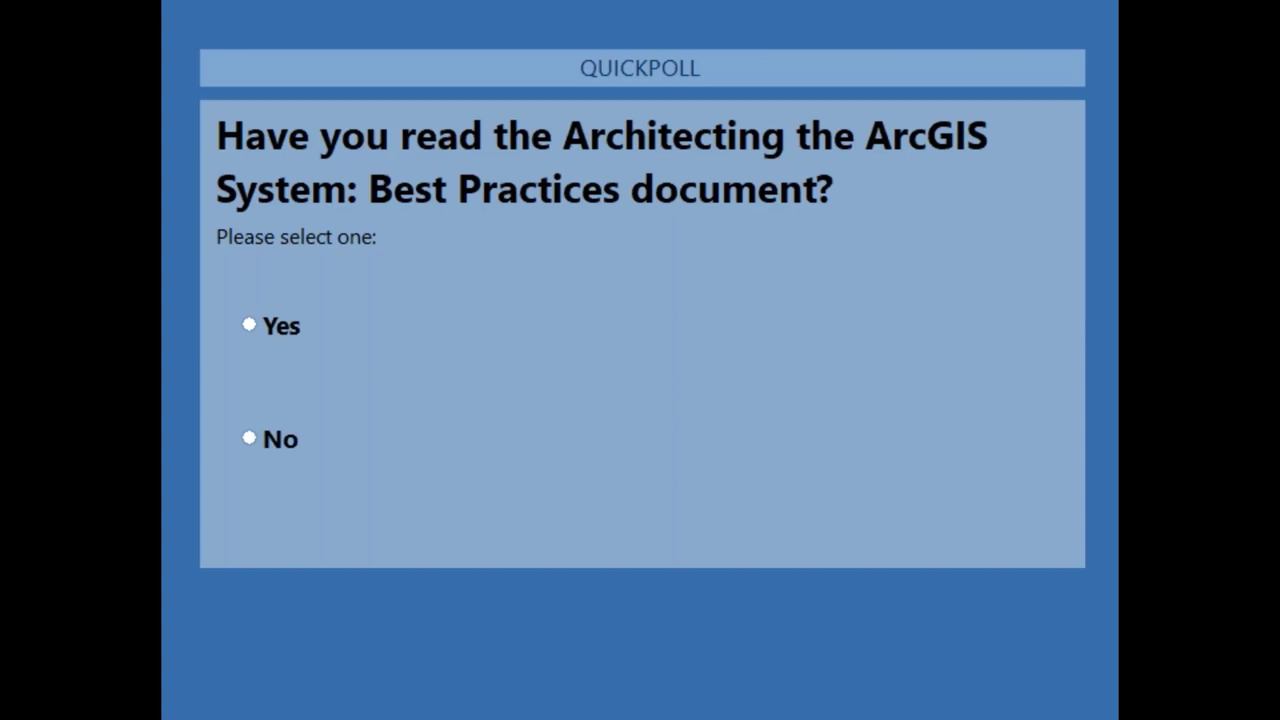 QUICKPOLL
Have you read the Architecting the ArcGIS
System: Best Practices document?
Please select one:
Yes
No